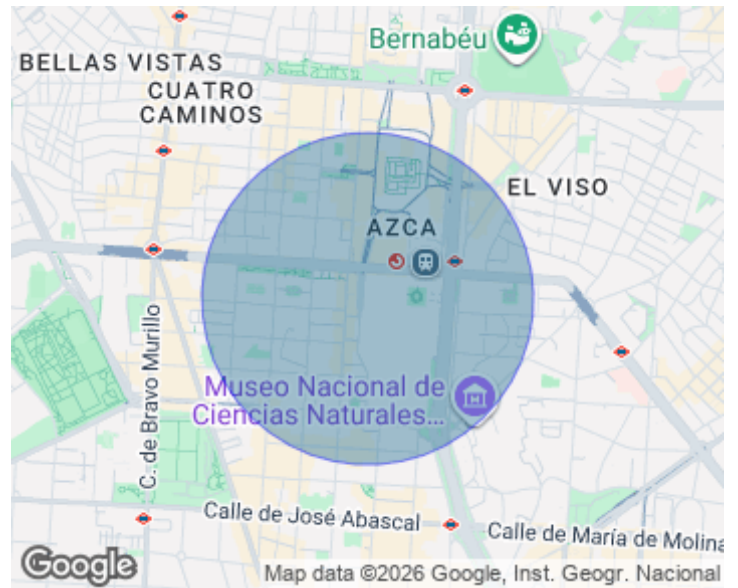 Bernabéu
BELLAS VISTAS
CUATRO
CAMINOS
EL VISO
AZCA
C. de Bravo Murillo
Museo Nacional de
Ciencias Naturales...
Calle de José Abascal
Calle de María de Molina
Google
Map data ©2026 Google, Inst. Geogr. Nacional